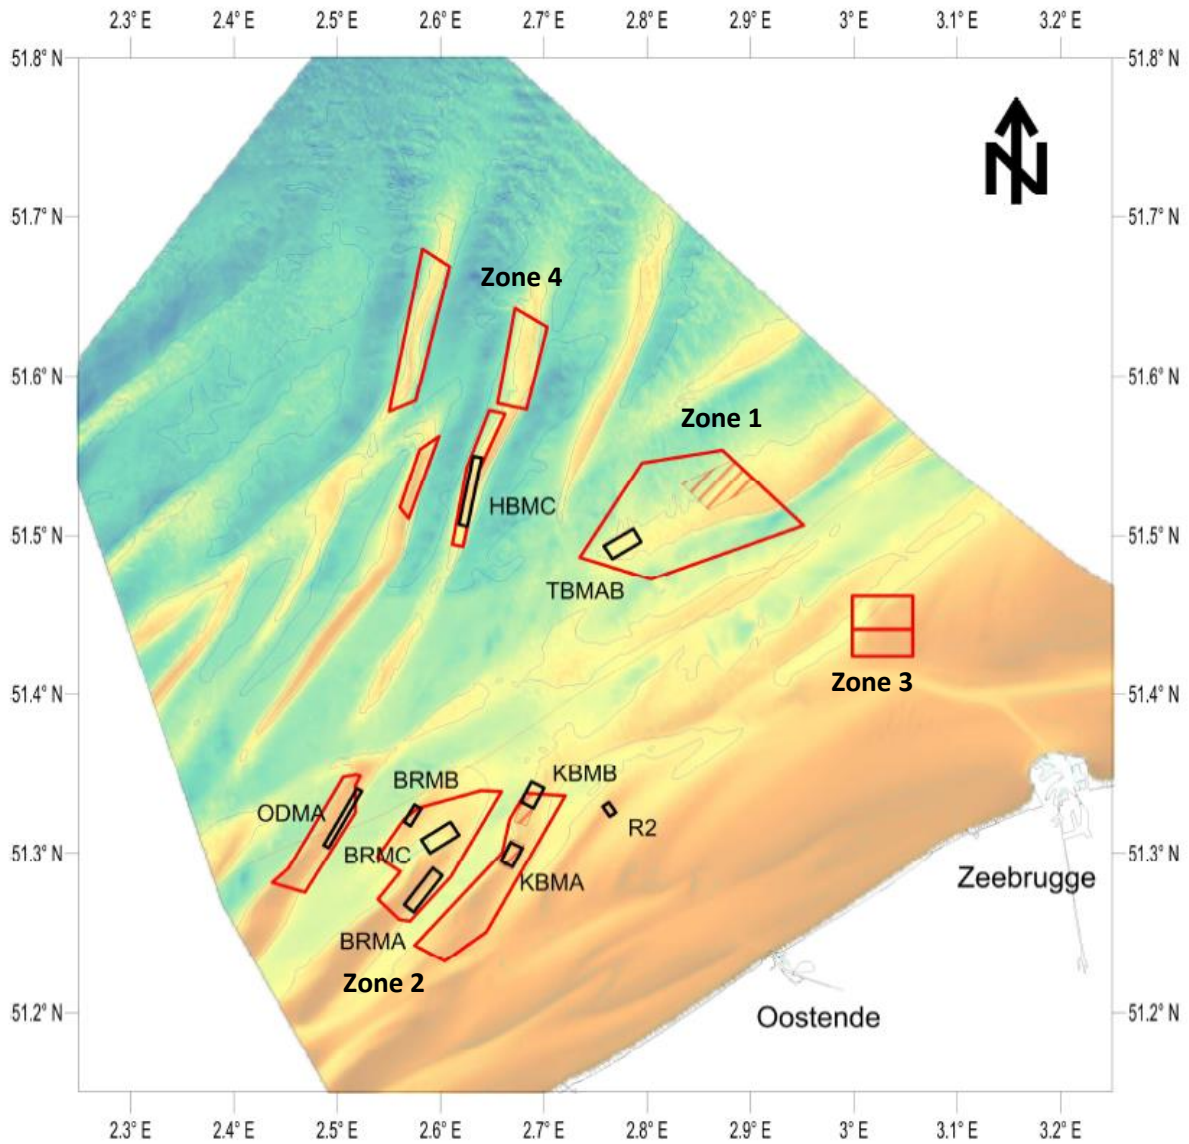 2.3° E 2.4° E 2.5° E 2.6° E 2.7° E 2.8° E 2.9° E 3° E 3.1° E 3.2° E
51.8° N 51.8° N
N
51.7° N 51.7° N
Zone 4
51.6° N 51.6° N
Zone 1
HBMC
51.5° N 51.5° N
TBMAB
51.4° N Zone 3 51.4° N
BRMB KBMB
ODMA
R2
BRMC
51.3° N 51.3° N
KBMA Zeebrugge
BRMA
Zone 2
51.2° N Oostende 51.2° N
2.3° E 2.4° E 2.5° E 2.6° E 2.7° E 2.8° E 2.9° E 3° E 3.1° E 3.2° E